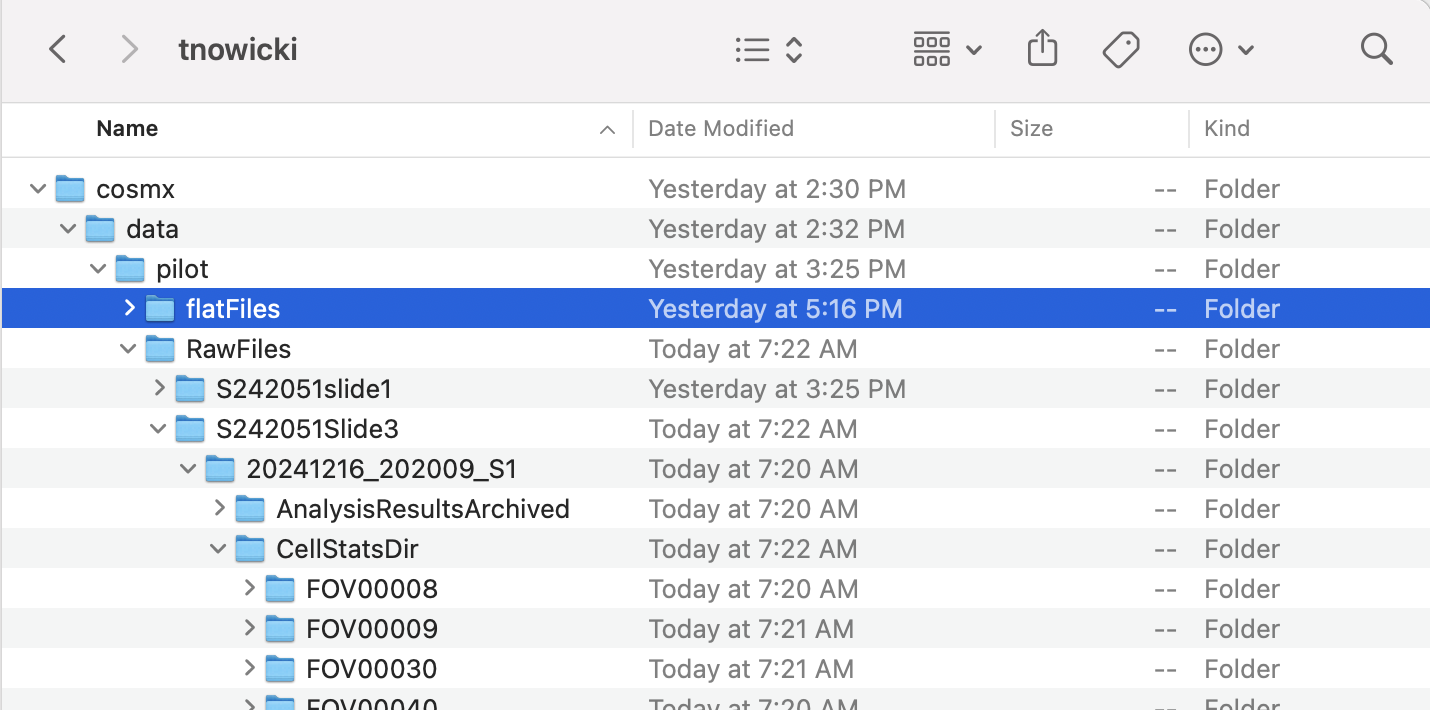 tnowicki
Name Date Modified Size Kind
cosmx Yesterday at 2:30 PM -- Folder
data Yesterday at 2:32 PM -- Folder
pilot Yesterday at 3:25 PM -- Folder
flatFiles Yesterday at 5:16 PM -- Folder
RawFiles Today at 7:22 AM -- Folder
S242051slide1 Yesterday at 3:25 PM -- Folder
S242051Slide3 Today at 7:22 AM -- Folder
20241216_202009_S1 Today at 7:20 AM -- Folder
AnalysisResultsArchived Today at 7:20 AM -- Folder
CellStatsDir Today at 7:22 AM -- Folder
FOV00008 Today at 7:20 AM -- Folder
FOV00009 Today at 7:21 AM -- Folder
FOV00030 Today at 7:21 AM -- Folder
FOV00040 Today at 7:20 AM -- Folder